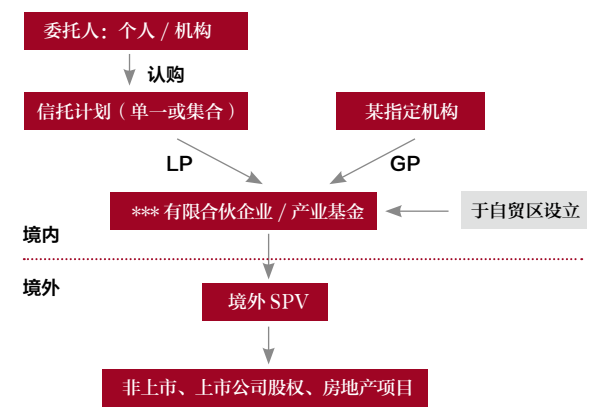 委托人：个人 / 机构
认购
信托计划（单一或集合）
某指定机构
LP
GP
*** 有限合伙企业 / 产业基金
于自贸区设立
境内
境外
境外 SPV
非上市、上市公司股权、房地产项目